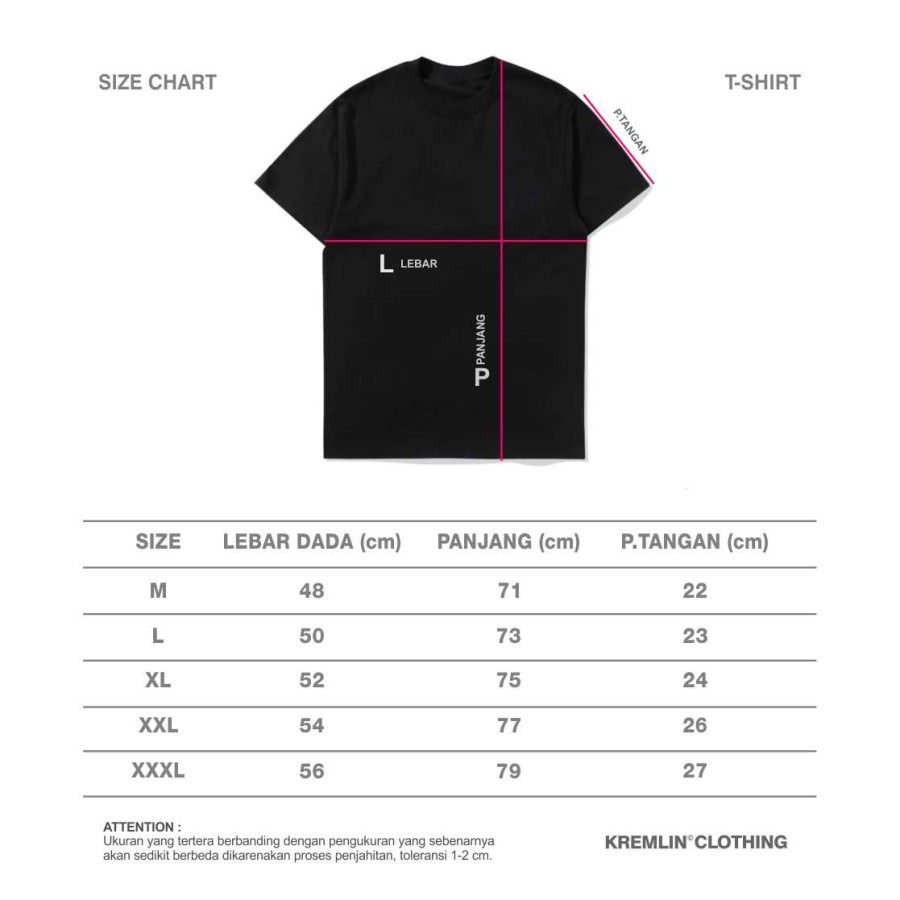 SIZE CHART
T-SHIRT
P.TANGAN
L LEBAR
P PANJANG
SIZE LEBAR DADA (cm) PANJANG (cm) P.TANGAN (cm)
M 48 71 22
L 50 73 23
XL 52 75 24
XXL 54 77 26
XXXL 56 79 27
ATTENTION :
Ukuran yang tertera berbanding dengan pengukuran yang sebenarnya
akan sedikit berbeda dikarenakan proses penjahitan, toleransi 1-2 cm.
KREMLIN©CLOTHING